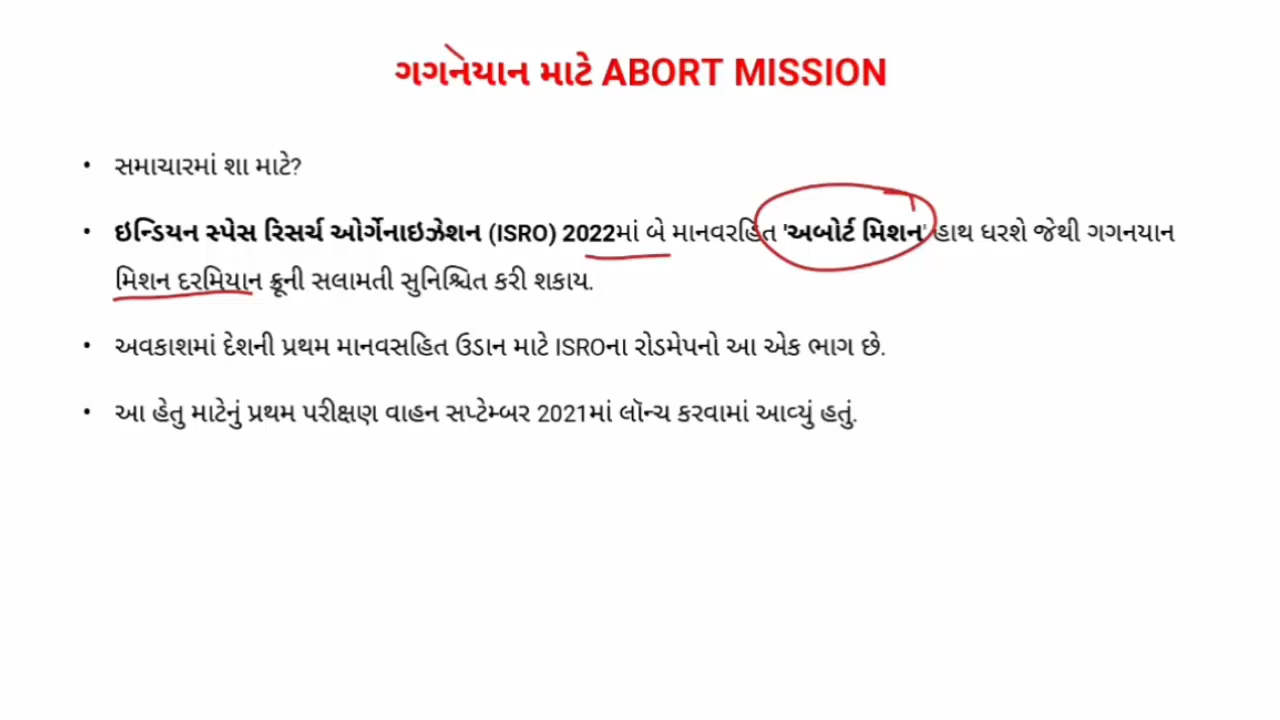 ગગનયાન માટે ABORT MISSION
• સમાચારમાં શા માટે?
• ઇન્ડિયન સ્પેસ રિસર્ચ ઓર્ગેનાઇઝેશન (ISRO) 2022માં બે માનવરહિત 'અબોર્ટ મિશન' હાથ ધરશે જેથી ગગનયાન
મિશન દરમિયાન ક્રૂની સલામતી સુનિશ્ચિત કરી શકાય.
• અવકાશમાં દેશની પ્રથમ માનવસહિત ઉડાન માટે ISROના રોડમેપનો આ એક ભાગ છે.
• આ હેતુ માટેનું પ્રથમ પરીક્ષણ વાહન સપ્ટેમ્બર 2021માં લૉન્ચ કરવામાં આવ્યું હતું.